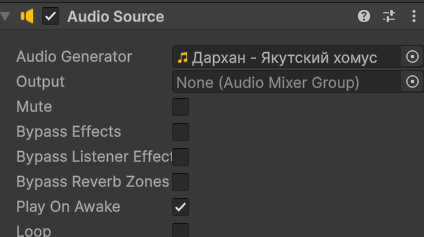 Audio Source
Audio Generator
Дархан - Якутский хомус
Output
None (Audio Mixer Group)
Mute
Bypass Effects
Bypass Listener Effect
Bypass Reverb Zones
Play On Awake
Loop